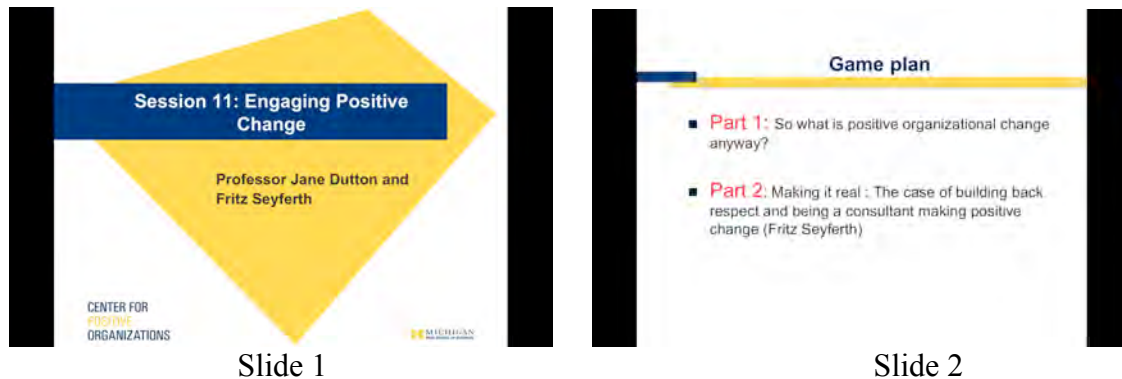 Session 11: Engaging Positive
Change
Professor Jane Dutton and
Fritz Seyferth
CENTER FOR
POSITIVE
ORGANIZATIONS
MICHIGAN
Slide 1
Game plan
Part 1: So what is positive organizational change
anyway?
Part 2: Making it real : The case of building back
respect and being a consultant making positive
change (Fritz Seyferth)
Slide 2